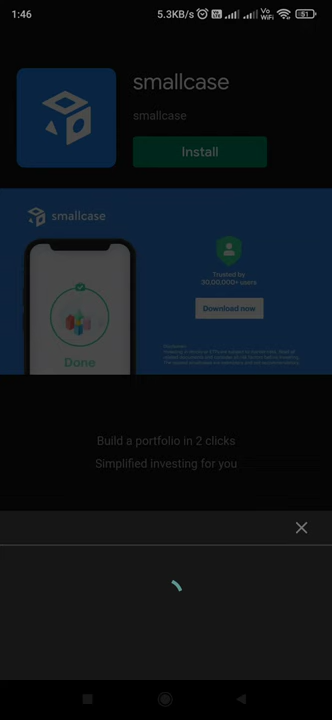 1:46
5.3KB/s
Vo
WiFi
51
smallcase
smallcase
Install
smallcase
Trusted by
30,00,000+ users
Download now
Done
Build a portfolio in 2 clicks
Simplified investing for you